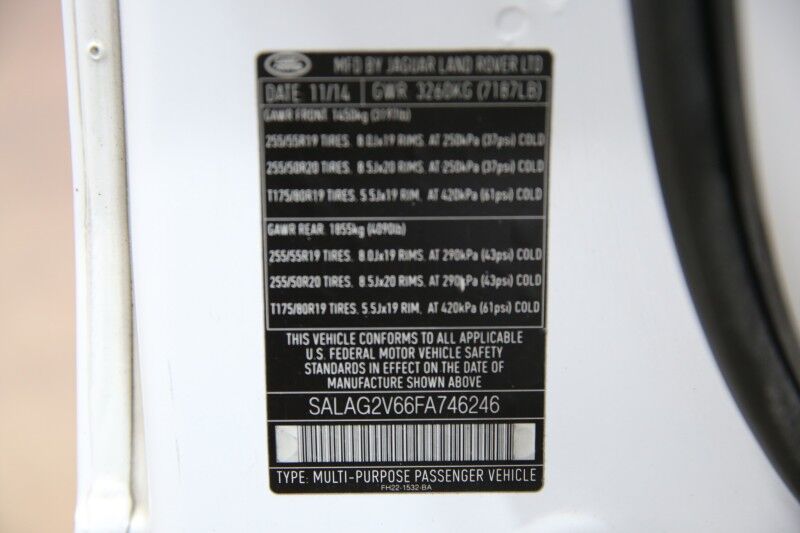 MFD BY JAGUAR LAND ROVER LTD
DATE 11/14 GWR 3260KG (7187LB)
GAWR FRONT 1450kg (3197lb)
255/55R19 TIRES, 8.0Jx19 RIMS, AT 250kPa (37psi) COLD
255/50R20 TIRES, 8.5Jx20 RIMS, AT 250kPa (37psi) COLD
T175/80R19 TIRES, 5.5Jx19 RIM, AT 420kPa (61psi) COLD
GAWR REAR 1855kg (4090lb)
255/55R19 TIRES, 8.0Jx19 RIMS, AT 290kPa (43psi) COLD
255/50R20 TIRES, 8.5Jx20 RIMS, AT 290kPa (43psi) COLD
T175/80R19 TIRES, 5.5Jx19 RIM, AT 420kPa (61psi) COLD
THIS VEHICLE CONFORMS TO ALL APPLICABLE
U.S. FEDERAL MOTOR VEHICLE SAFETY
STANDARDS IN EFFECT ON THE DATE OF
MANUFACTURE SHOWN ABOVE
SALAG2V66FA746246
TYPE: MULTI-PURPOSE PASSENGER VEHICLE
FH22-1532-BA